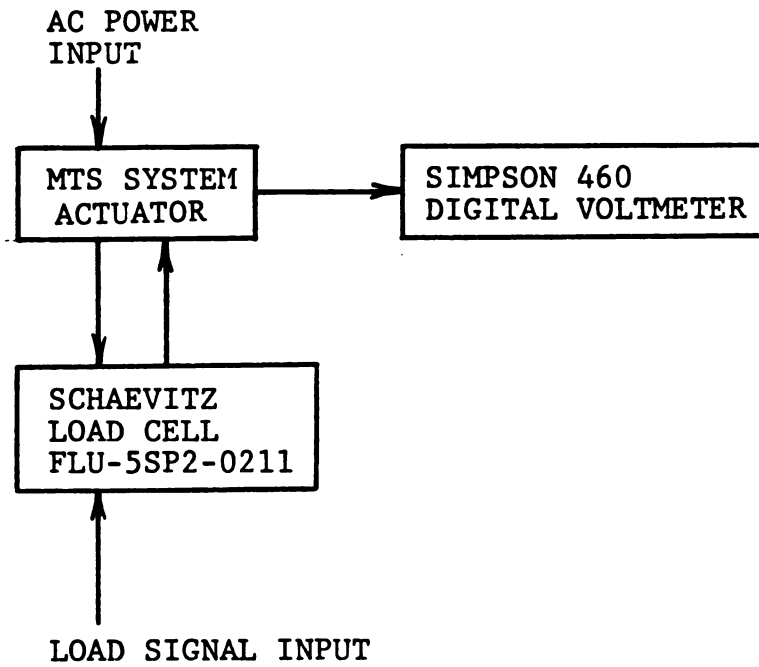 AC POWER
INPUT
MTS SYSTEM
ACTUATOR
SIMPSON 460
DIGITAL VOLTMETER
SCHAEVITZ
LOAD CELL
FLU-5SP2-0211
LOAD SIGNAL INPUT